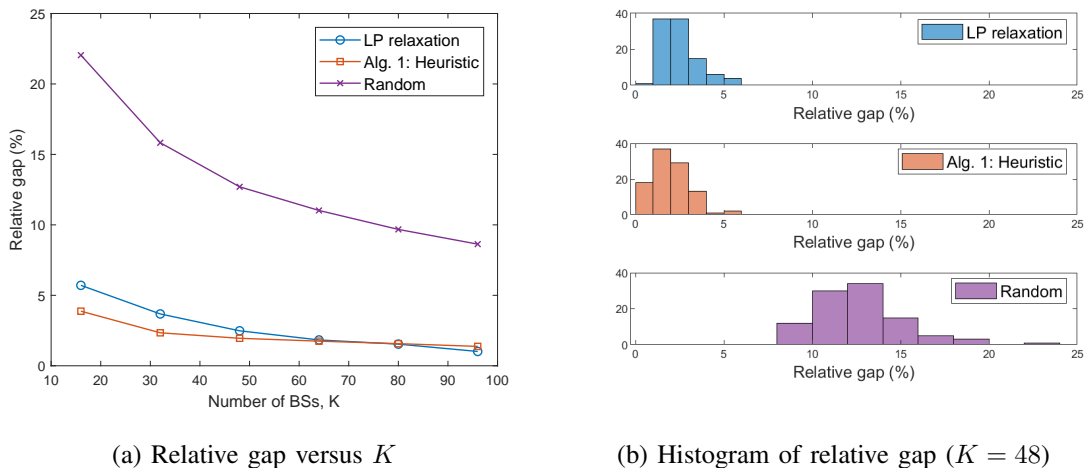 25
20
15
10
5
0
Relative gap (%)
10 20 30 40 50 60 70 80 90 100
Number of BSs, K
LP relaxation
Alg. 1: Heuristic
Random
(a) Relative gap versus K
40
20
0
0 5 10 15 20 25
Relative gap (%)
LP relaxation
40
20
0
0 5 10 15 20 25
Relative gap (%)
Alg. 1: Heuristic
40
20
0
0 5 10 15 20 25
Relative gap (%)
Random
(b) Histogram of relative gap (K = 48)